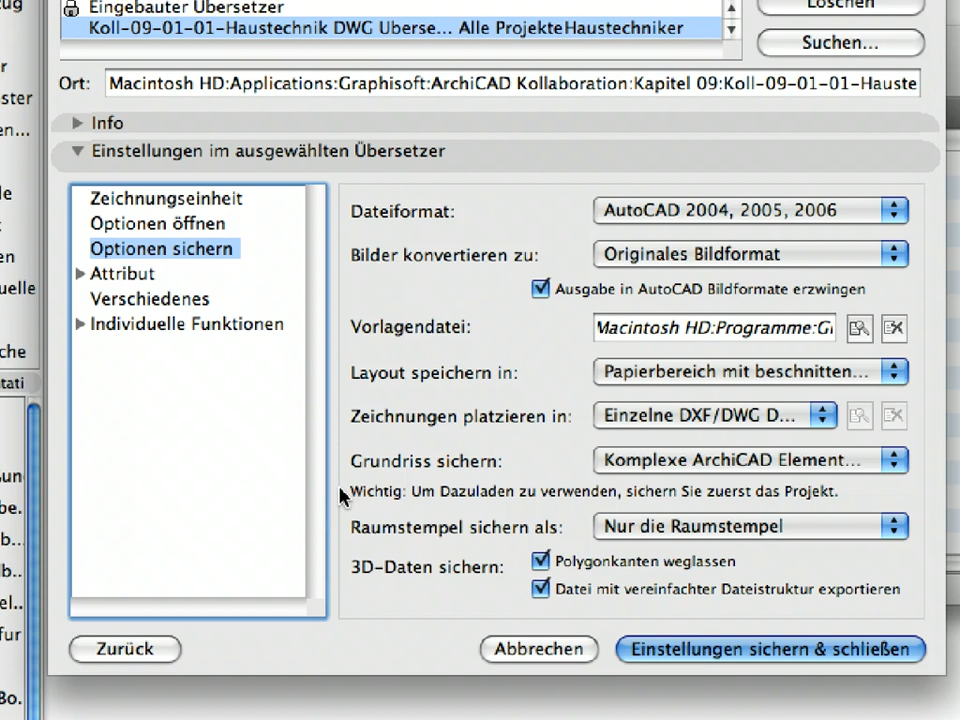 Eingebauter Übersetzer
Löschen
Koll-09-01-01-Haustechnik DWG Überse... Alle Projekte Haustechniker
Suchen...
Ort: Macintosh HD:Applications:Graphisoft:ArchiCAD Kollaboration:Kapitel 09:Koll-09-01-01-Hauste
Info
Einstellungen im ausgewählten Übersetzer
Zeichnungseinheit
Optionen öffnen
Optionen sichern
Attribut
Verschiedenes
Individuelle Funktionen
Dateiformat: AutoCAD 2004, 2005, 2006
Bilder konvertieren zu: Originales Bildformat
Ausgabe in AutoCAD Bildformate erzwingen
Vorlagendatei: Macintosh HD:Programme:G
Layout speichern in: Papierbereich mit beschnitten...
Zeichnungen platzieren in: Einzelne DXF/DWG D...
Grundriss sichern: Komplexe ArchiCAD Element...
Wichtig: Um Dazuladen zu verwenden, sichern Sie zuerst das Projekt.
Raumstempel sichern als: Nur die Raumstempel
3D-Daten sichern: Polygonkanten weglassen
Datei mit vereinfachter Dateistruktur exportieren
Zurück
Abbrechen
Einstellungen sichern & schließen